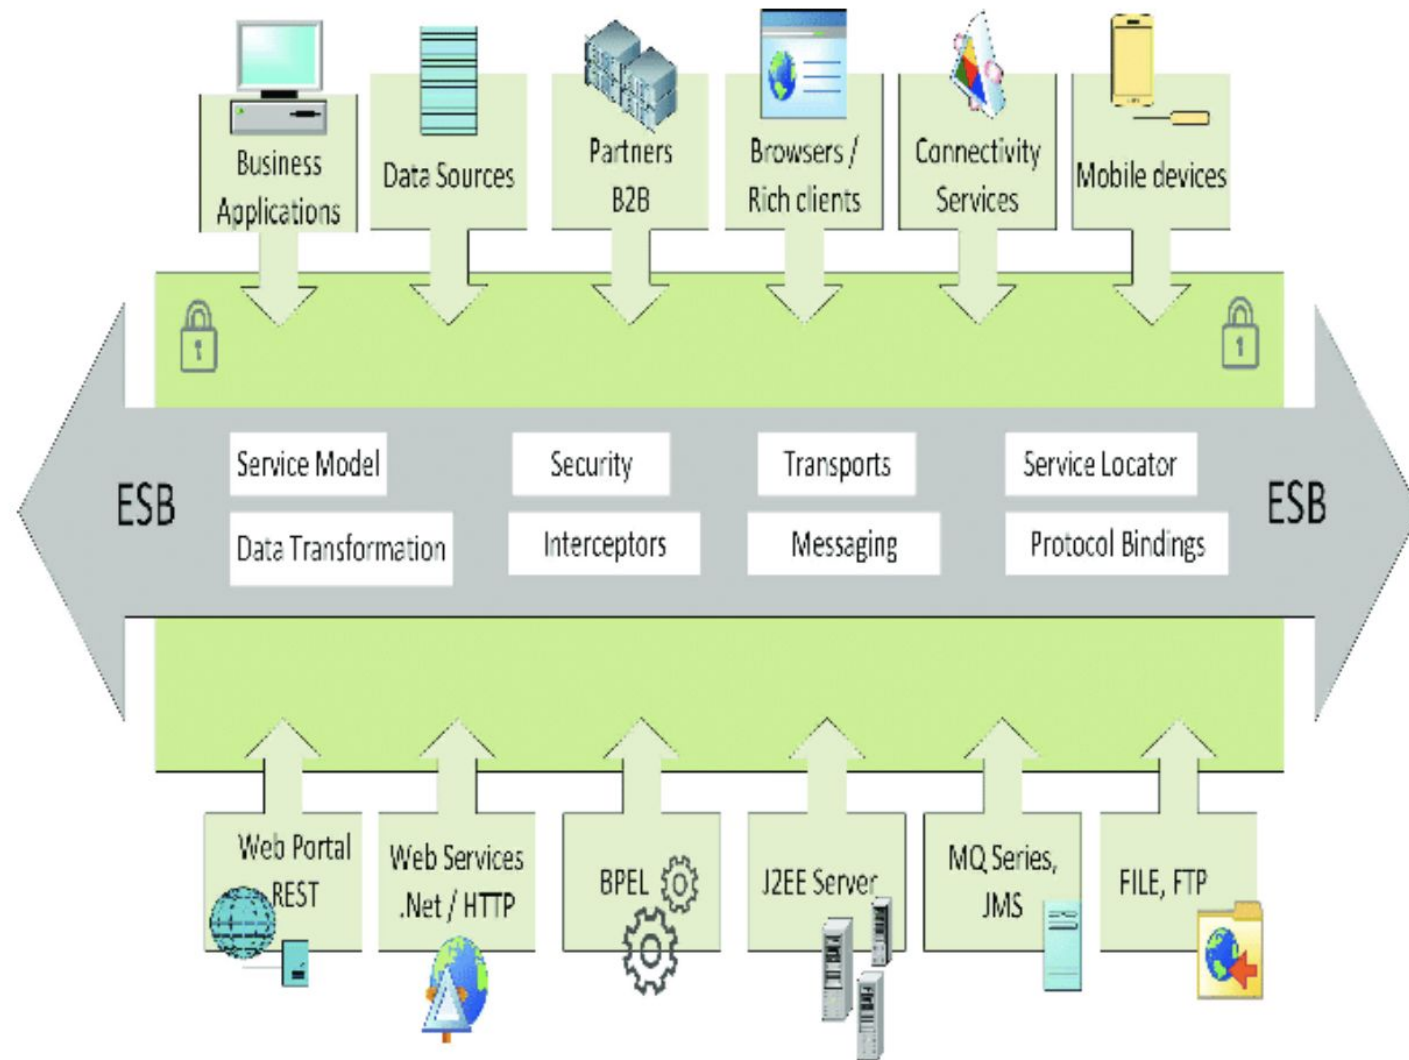 Business
Applications
Data Sources
Partners
B2B
Browsers /
Rich clients
Connectivity
Services
Mobile devices
ESB
Service Model
Security
Transports
Service Locator
ESB
Data Transformation
Interceptors
Messaging
Protocol Bindings
Web Portal
REST
Web Services
.Net / HTTP
BPEL
J2EE Server
MQ Series,
JMS
FILE, FTP